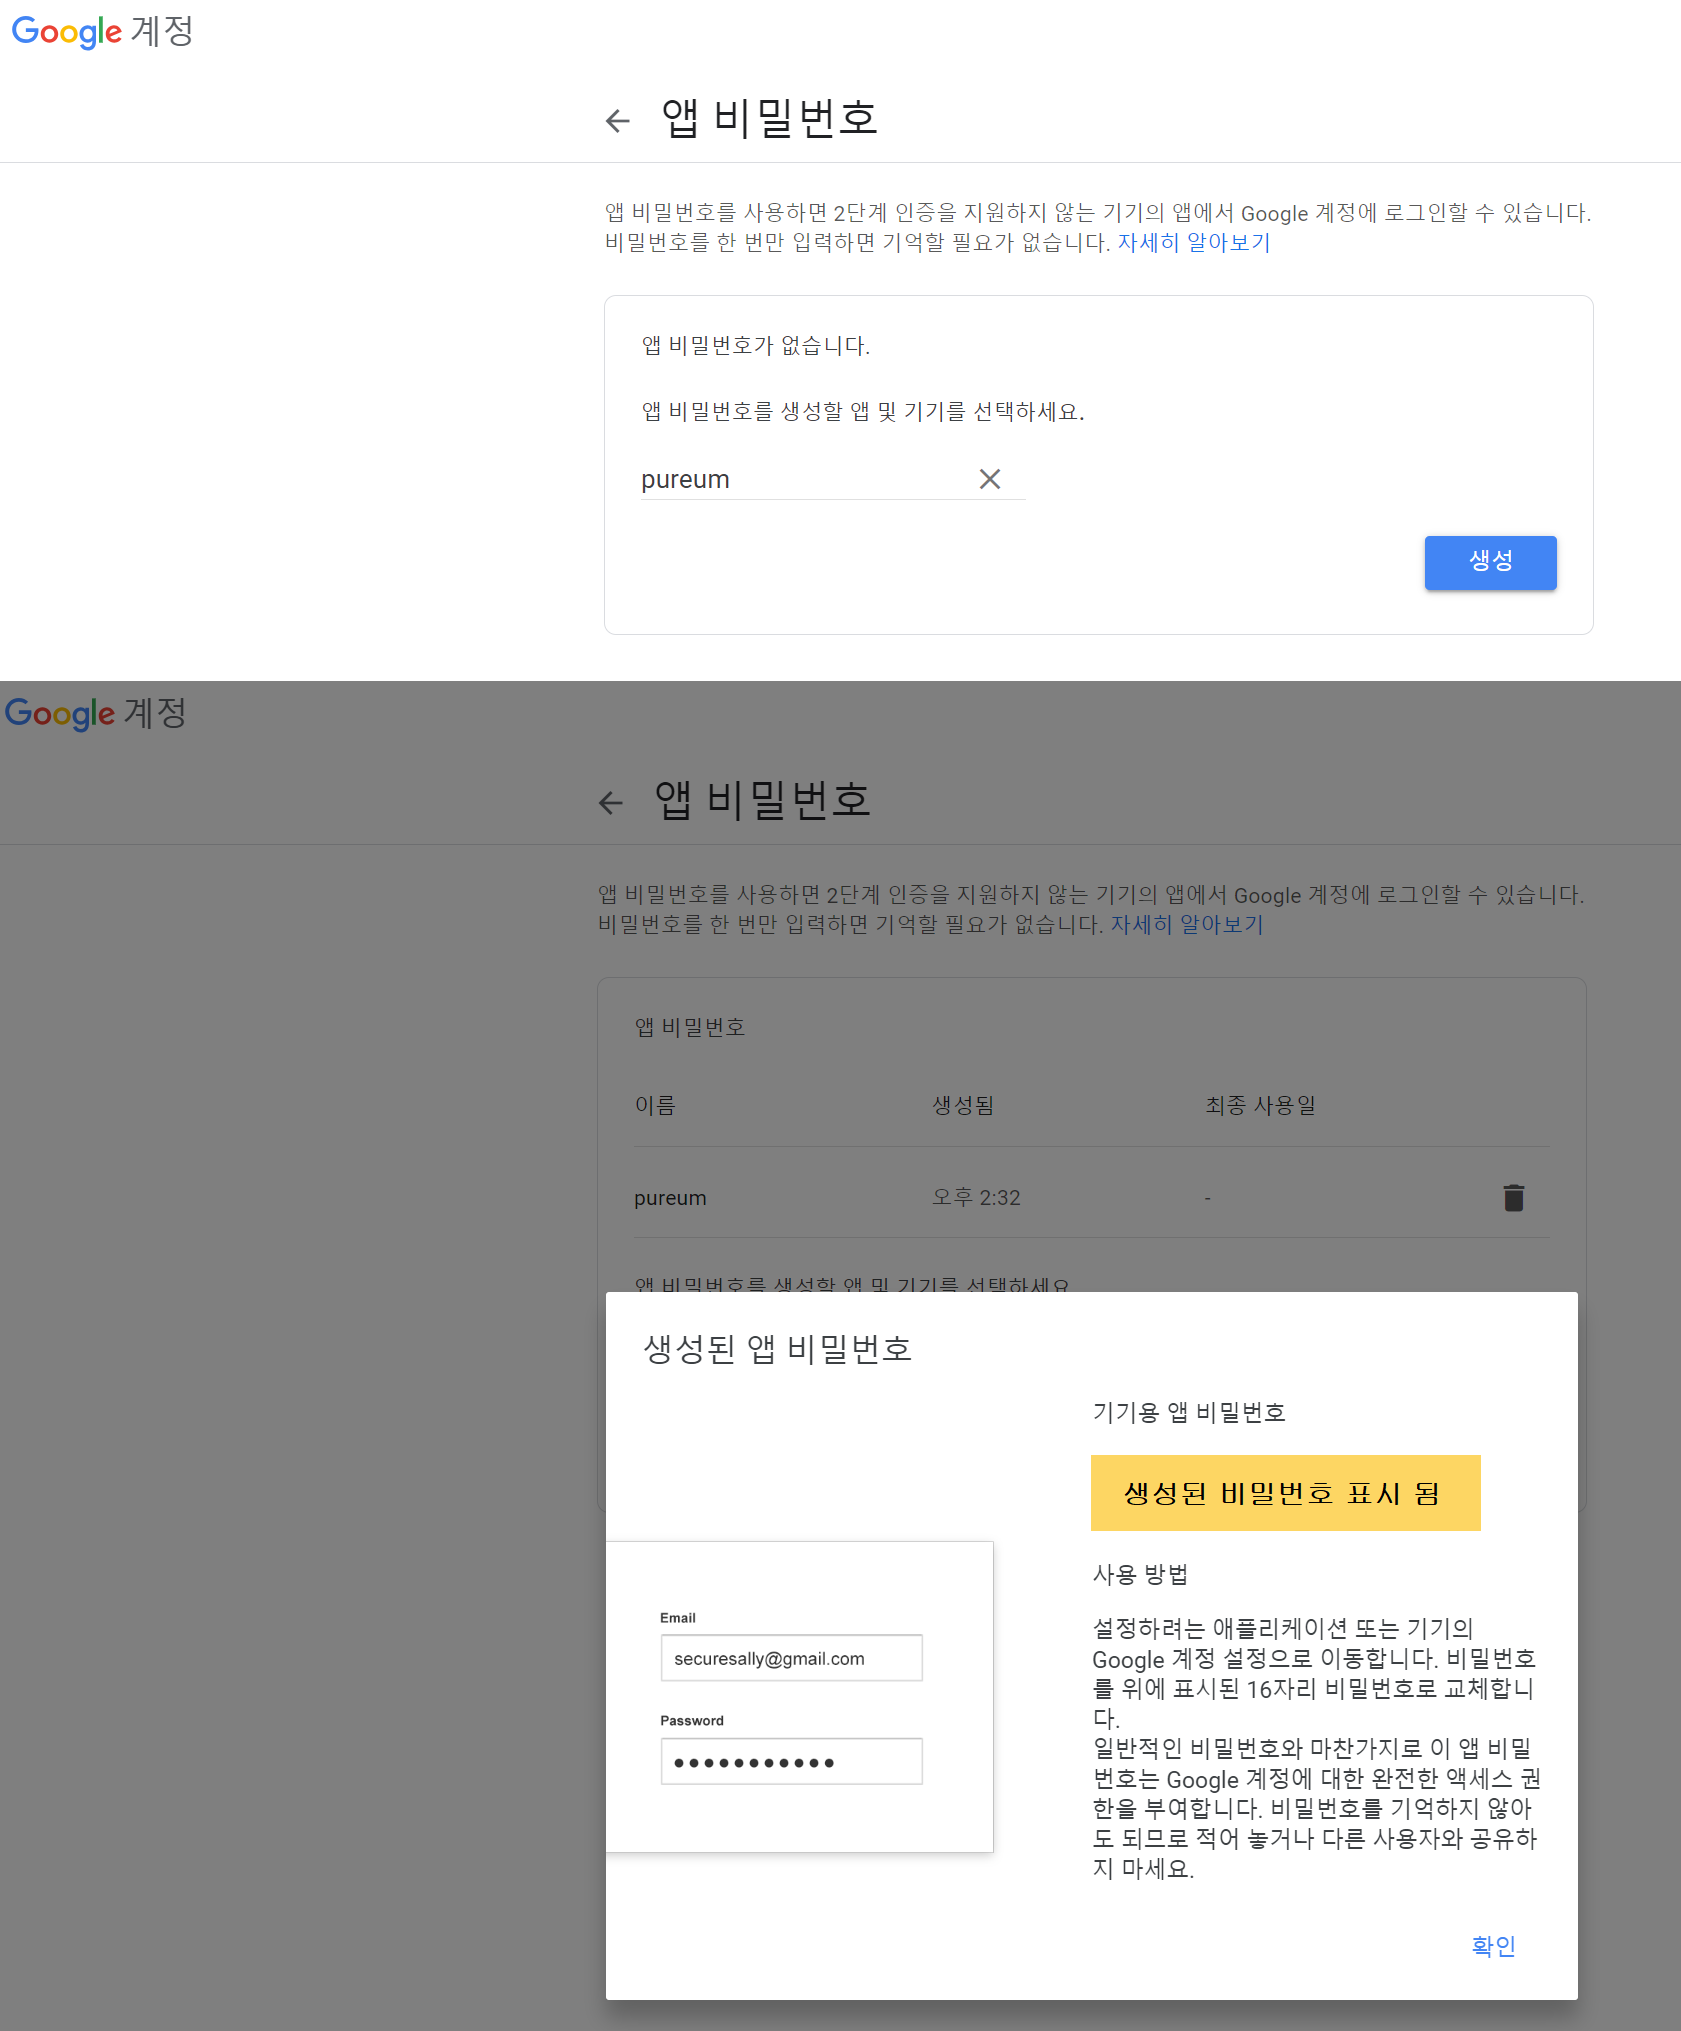 Google 계정
앱 비밀번호
앱 비밀번호를 사용하면 2단계 인증을 지원하지 않는 기기의 앱에서 Google 계정에 로그인할 수 있습니다.
비밀번호를 한 번만 입력하면 기억할 필요가 없습니다. 자세히 알아보기
앱 비밀번호가 없습니다.
앱 비밀번호를 생성할 앱 및 기기를 선택하세요.
pureum
생성
Google 계정
앱 비밀번호
앱 비밀번호를 사용하면 2단계 인증을 지원하지 않는 기기의 앱에서 Google 계정에 로그인할 수 있습니다.
비밀번호를 한 번만 입력하면 기억할 필요가 없습니다. 자세히 알아보기
앱 비밀번호
이름 생성됨 최종 사용일
pureum 오후 2:32 -
앱 비밀번호를 생성할 앱 및 기기를 선택하세요
생성된 앱 비밀번호
기기용 앱 비밀번호
생성된 비밀번호 표시 됨
Email
securesally@gmail.com
Password
사용 방법
설정하려는 애플리케이션 또는 기기의
Google 계정 설정으로 이동합니다. 비밀번호
를 위에 표시된 16자리 비밀번호로 교체합니
다.
일반적인 비밀번호와 마찬가지로 이 앱 비밀
번호는 Google 계정에 대한 완전한 액세스 권
한을 부여합니다. 비밀번호를 기억하지 않아
도 되므로 적어 놓거나 다른 사용자와 공유하
지 마세요.
확인